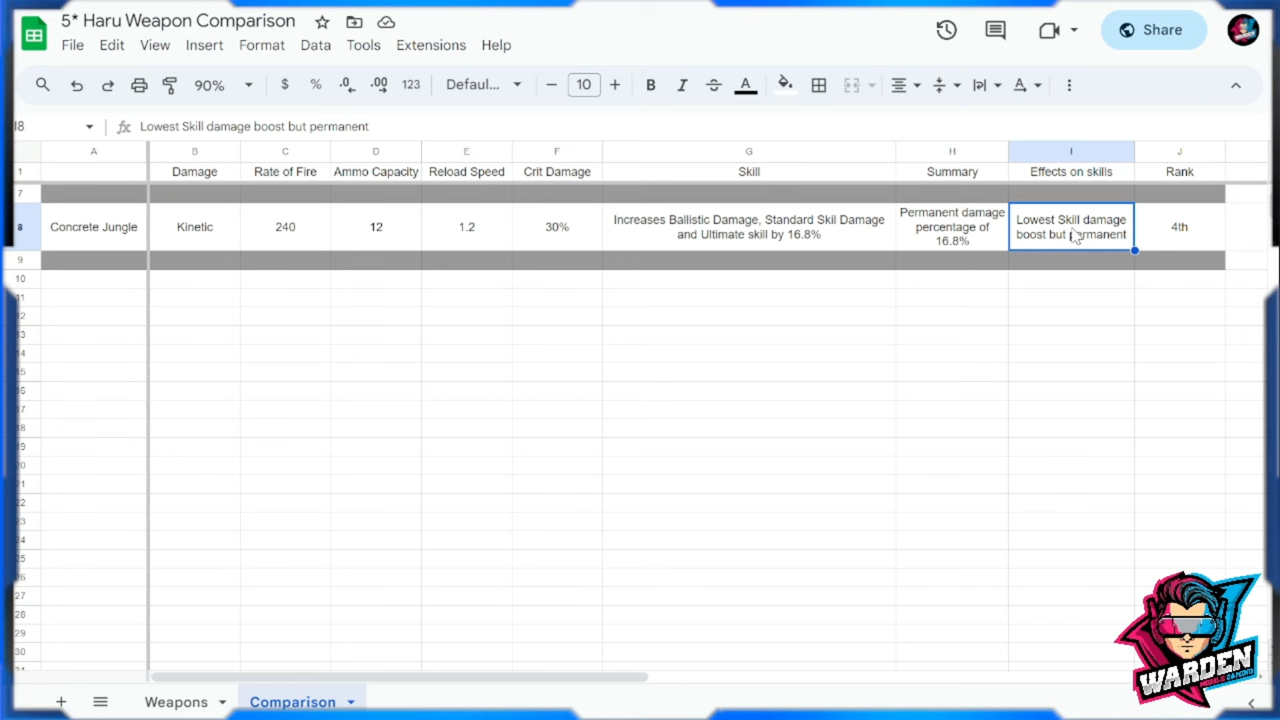 5* Haru Weapon Comparison
File Edit View Insert Format Data Tools Extensions Help
Share
90% $ % .0 .00 123 Defaul... 10 B I A A
I8 fx Lowest Skill damage boost but permanent
A B C D E F G H I J
1 Damage Rate of Fire Ammo Capacity Reload Speed Crit Damage Skill Summary Effects on skills Rank
7
8 Concrete Jungle Kinetic 240 12 1.2 30%
Increases Ballistic Damage, Standard Skil Damage
and Ultimate skill by 16.8%
Permanent damage
percentage of
16.8%
Lowest Skill damage
boost but permanent
4th
9
10
11
12
13
14
15
16
17
18
19
20
21
22
23
24
25
26
27
28
29
30
WARDEN
MOBILE GAMING
+ Weapons Comparison